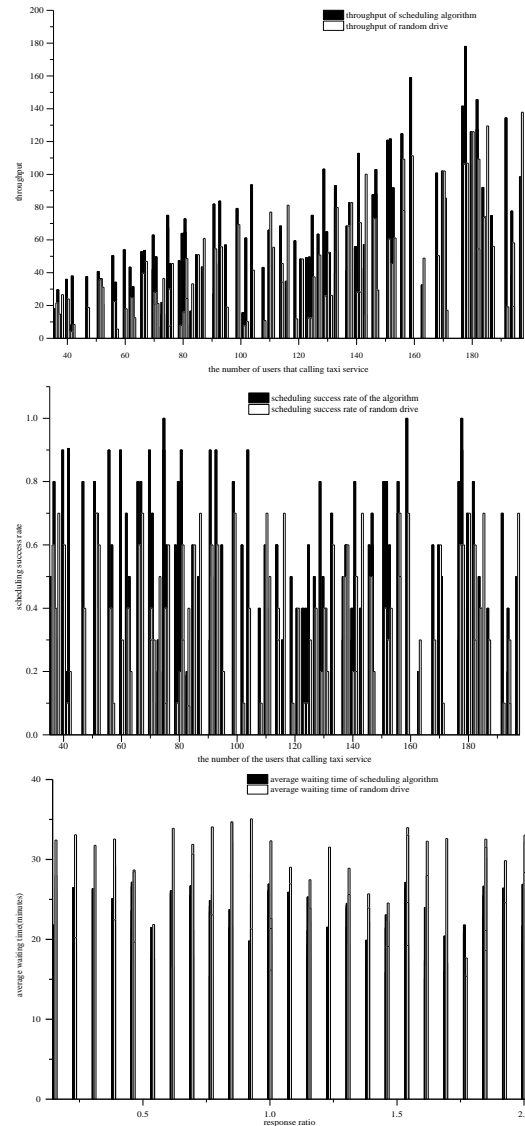 throughput of scheduling algorithm
throughput of random drive
200
180
160
140
120
100
80
60
40
20
0
throughput
40 60 80 100 120 140 160 180
the number of users that calling taxi service
scheduling success rate of the algorithm
scheduling success rate of random drive
1.0
0.8
0.6
0.4
0.2
0.0
scheduling success rate
40 60 80 100 120 140 160 180
the number of the users that calling taxi service
average waiting time of scheduling algorithm
average waiting time of random drive
40
30
20
10
0
average waiting time(minutes)
0.5 1.0 1.5 2.
response ratio